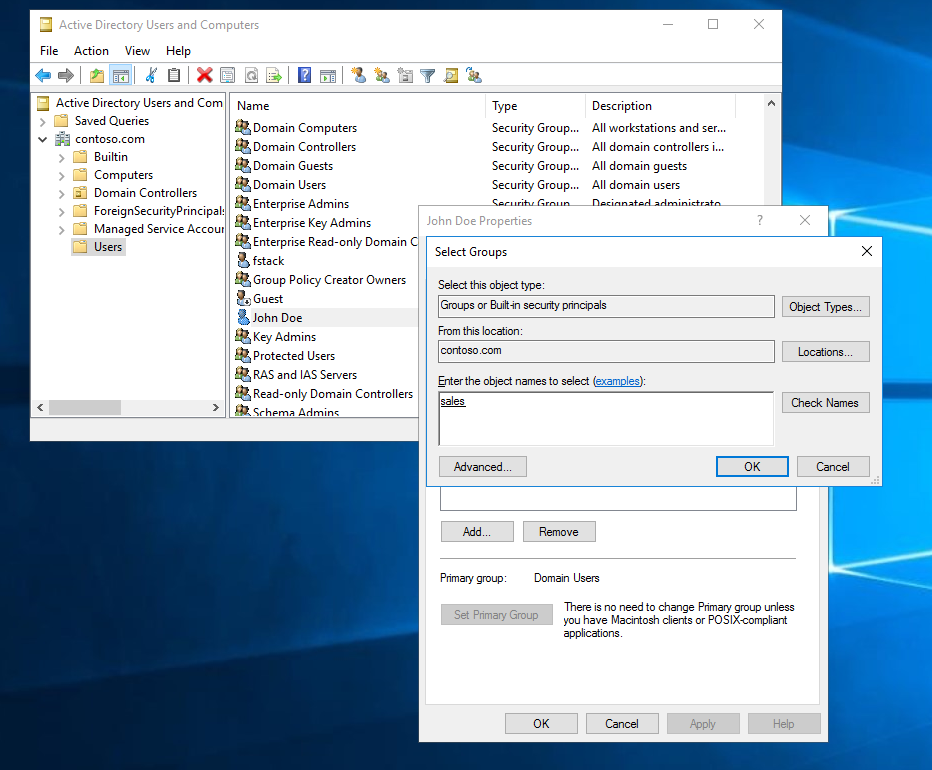 Active Directory Users and Computers
File Action View Help
Active Directory Users and Com
Saved Queries
contoso.com
Builtin
Computers
Domain Controllers
ForeignSecurityPrincipals
Managed Service Accour
Users
Name Type Description
Domain Computers Security Group... All workstations and ser...
Domain Controllers Security Group... All domain controllers i...
Domain Guests Security Group... All domain guests
Domain Users Security Group... All domain users
Enterprise Admins Security Group... Designated administrato
Enterprise Key Admins
Enterprise Read-only Domain C
fstack
Group Policy Creator Owners
Guest
John Doe
Key Admins
Protected Users
RAS and IAS Servers
Read-only Domain Controllers
Schema Admins
John Doe Properties ?
Select Groups
Select this object type:
Groups or Built-in security principals Object Types...
From this location:
contoso.com Locations...
Enter the object names to select (examples):
sales Check Names
Advanced... OK Cancel
Add... Remove
Primary group: Domain Users
Set Primary Group
There is no need to change Primary group unless
you have Macintosh clients or POSIX-compliant
applications.
OK Cancel Apply Help